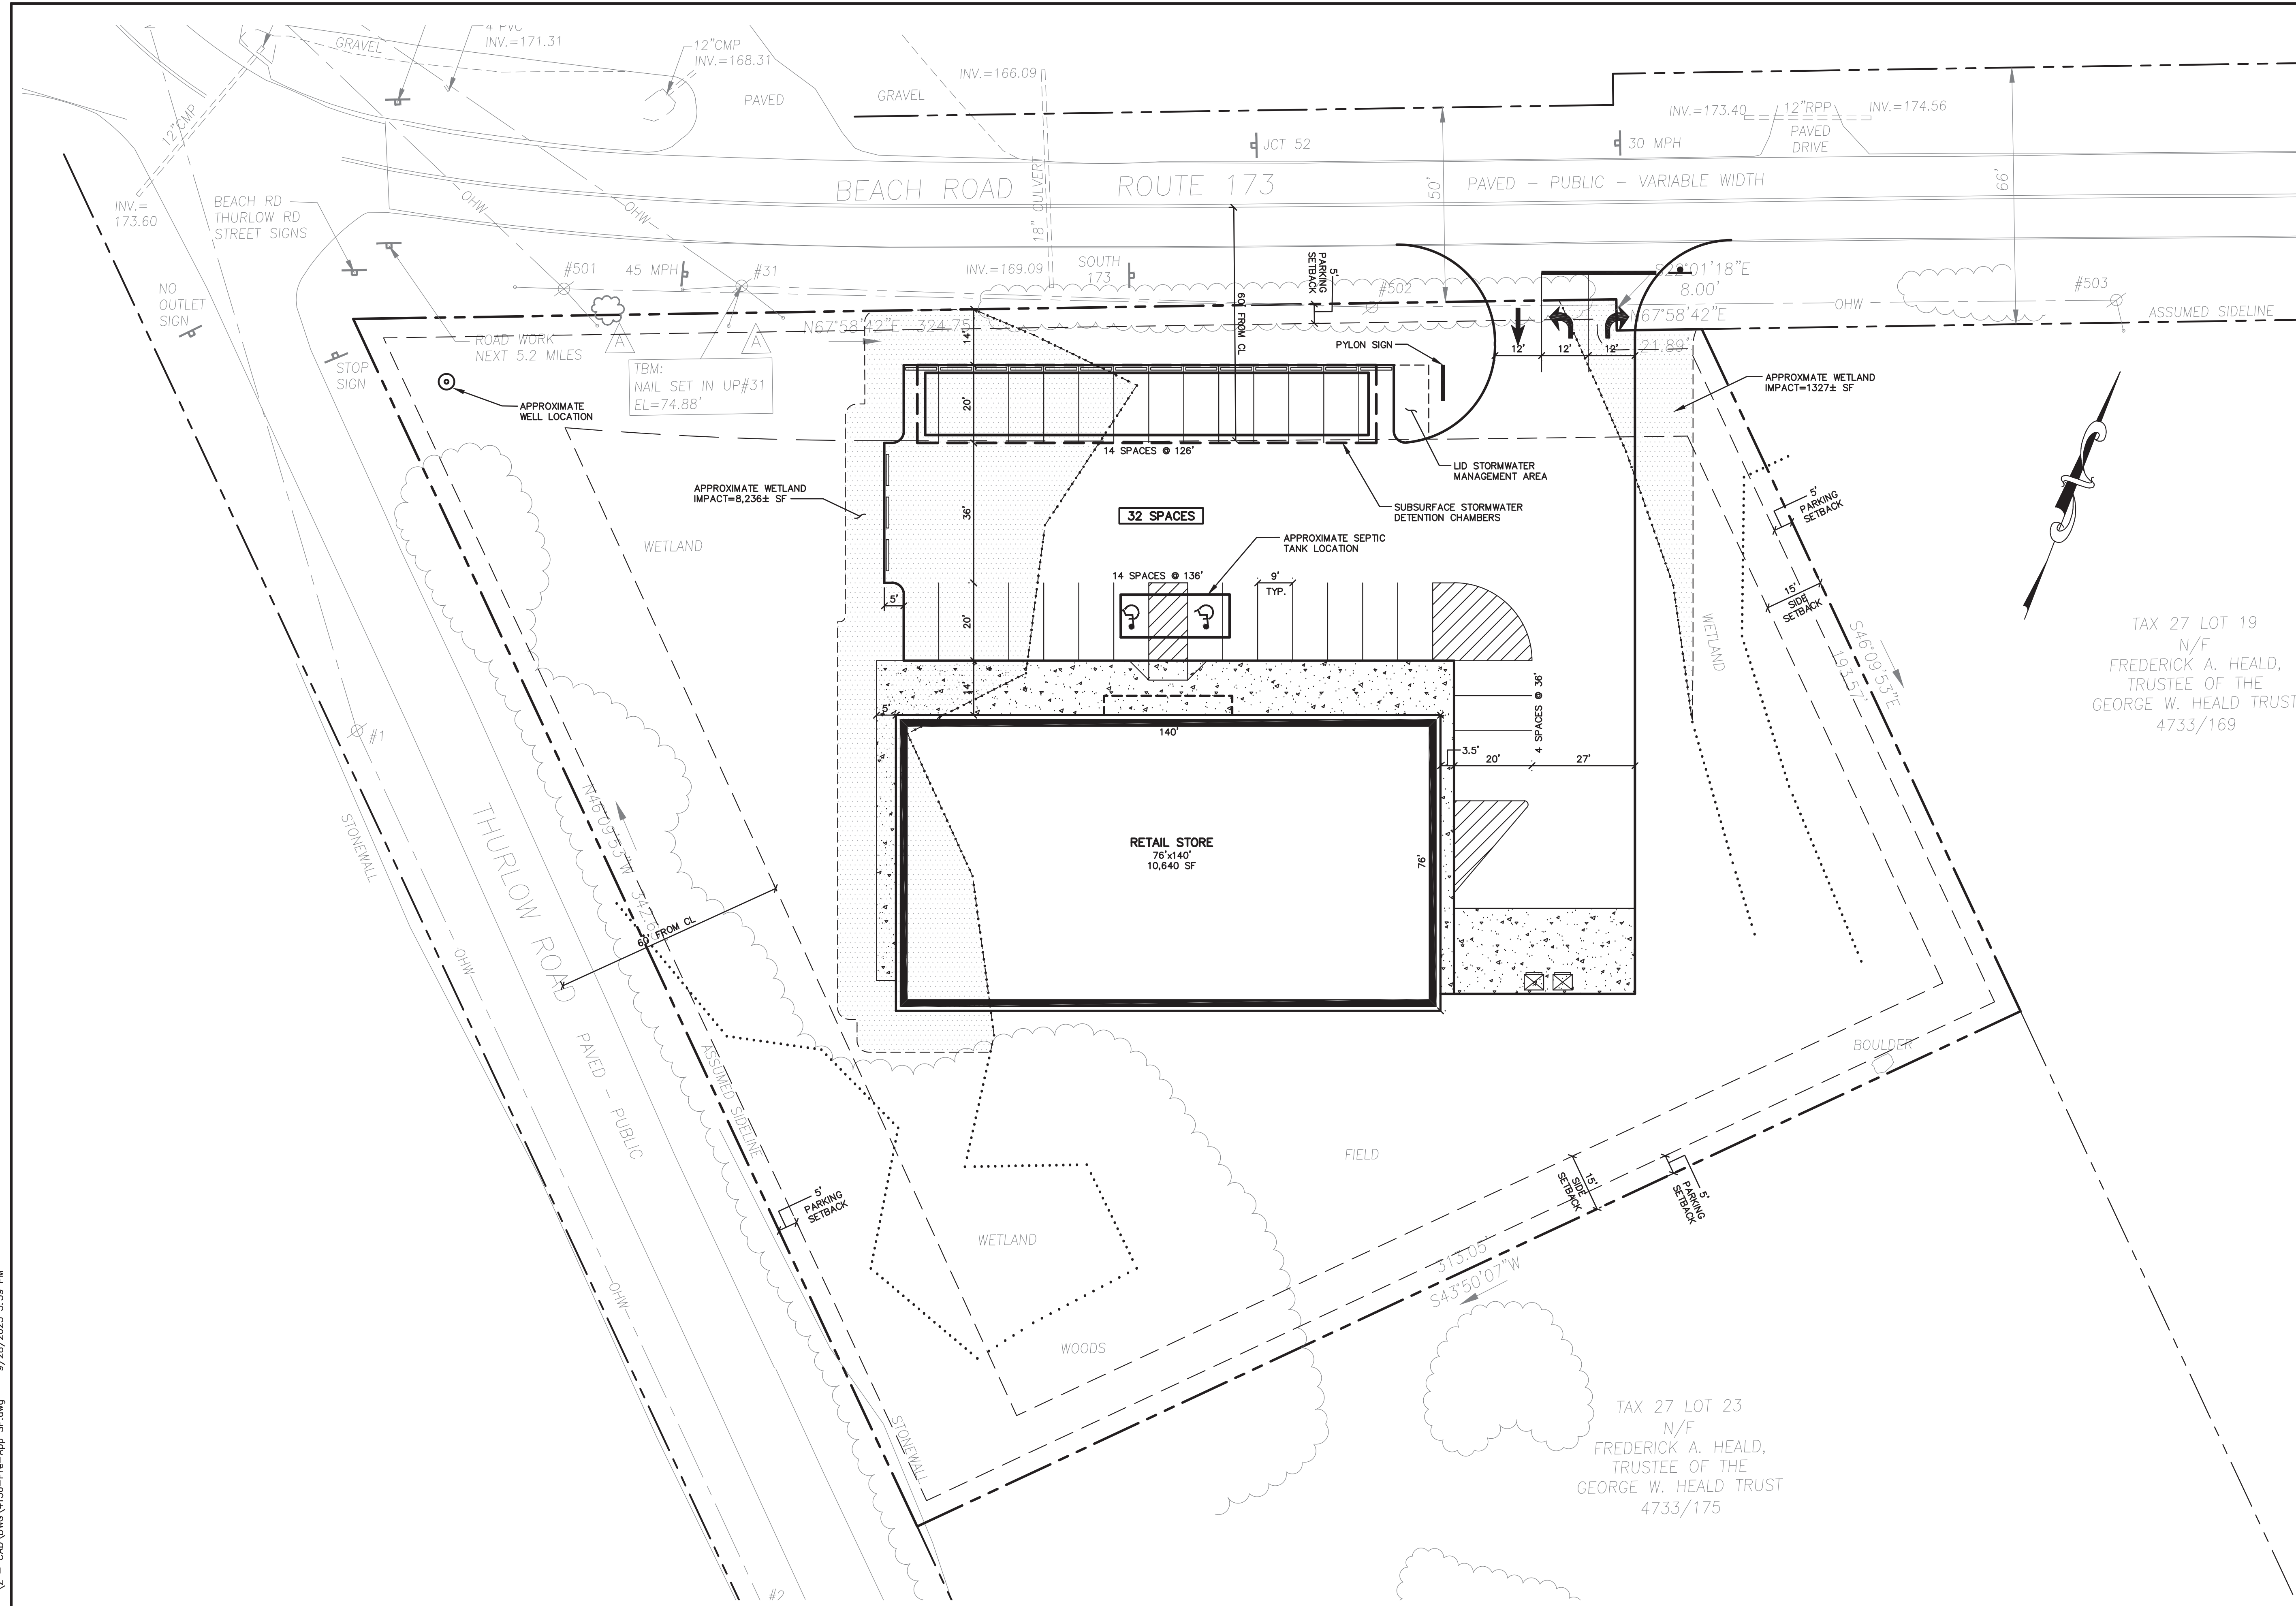 4 PVC
INV.=171.31
GRAVEL
12"CMP
INV.=168.31
PAVED
GRAVEL
INV.=166.09
12"CMP
INV.=
173.60
JCT 52
30 MPH
INV.=173.40
12"RPP
INV.=174.56
PAVED
DRIVE
BEACH ROAD ROUTE 173
PAVED - PUBLIC - VARIABLE WIDTH
50'
66'
18" CULVERT
BEACH RD
THURLOW RD
STREET SIGNS
OHW
OHW
NO
OUTLET
SIGN
#501
45 MPH
#31
INV.=169.09
SOUTH
173
5'
PARKING
SETBACK
#502
S22°01'18"E
8.00'
OHW
#503
ASSUMED SIDELINE
N67°58'42"E 324.75'
N67°58'42"E
21.89'
ROAD WORK
NEXT 5.2 MILES
STOP
SIGN
A
A
TBM:
NAIL SET IN UP#31
EL=74.88'
60' FROM CL
14'
PYLON SIGN
12'
12'
12'
APPROXMATE WETLAND
IMPACT=1327± SF
APPROXIMATE
WELL LOCATION
20'
14 SPACES @ 126'
LID STORMWATER
MANAGEMENT AREA
SUBSURFACE STORMWATER
DETENTION CHAMBERS
APPROXIMATE WETLAND
IMPACT=8,236± SF
36'
32 SPACES
5'
PARKING
SETBACK
WETLAND
APPROXIMATE SEPTIC
TANK LOCATION
14 SPACES @ 136'
9'
TYP.
5'
20'
15'
SIDE
SETBACK
WETLAND
S46°09'53"E
193.57'
TAX 27 LOT 19
N/F
FREDERICK A. HEALD,
TRUSTEE OF THE
GEORGE W. HEALD TRUST
4733/169
14'
5'
140'
4 SPACES @ 36'
3.5'
20'
27'
#1
STONEWALL
THURLOW ROAD
PAVED - PUBLIC
N46°09'53"W
RETAIL STORE
76'x140'
10,640 SF
76'
60' FROM CL
OHW
ASSUMED SIDELINE
BOULDER
FIELD
5'
PARKING
SETBACK
15'
SIDE
SETBACK
5'
PARKING
SETBACK
WETLAND
313.05'
S43°50'07"W
OHW
WOODS
STONEWALL
TAX 27 LOT 23
N/F
FREDERICK A. HEALD,
TRUSTEE OF THE
GEORGE W. HEALD TRUST
4733/175
#2